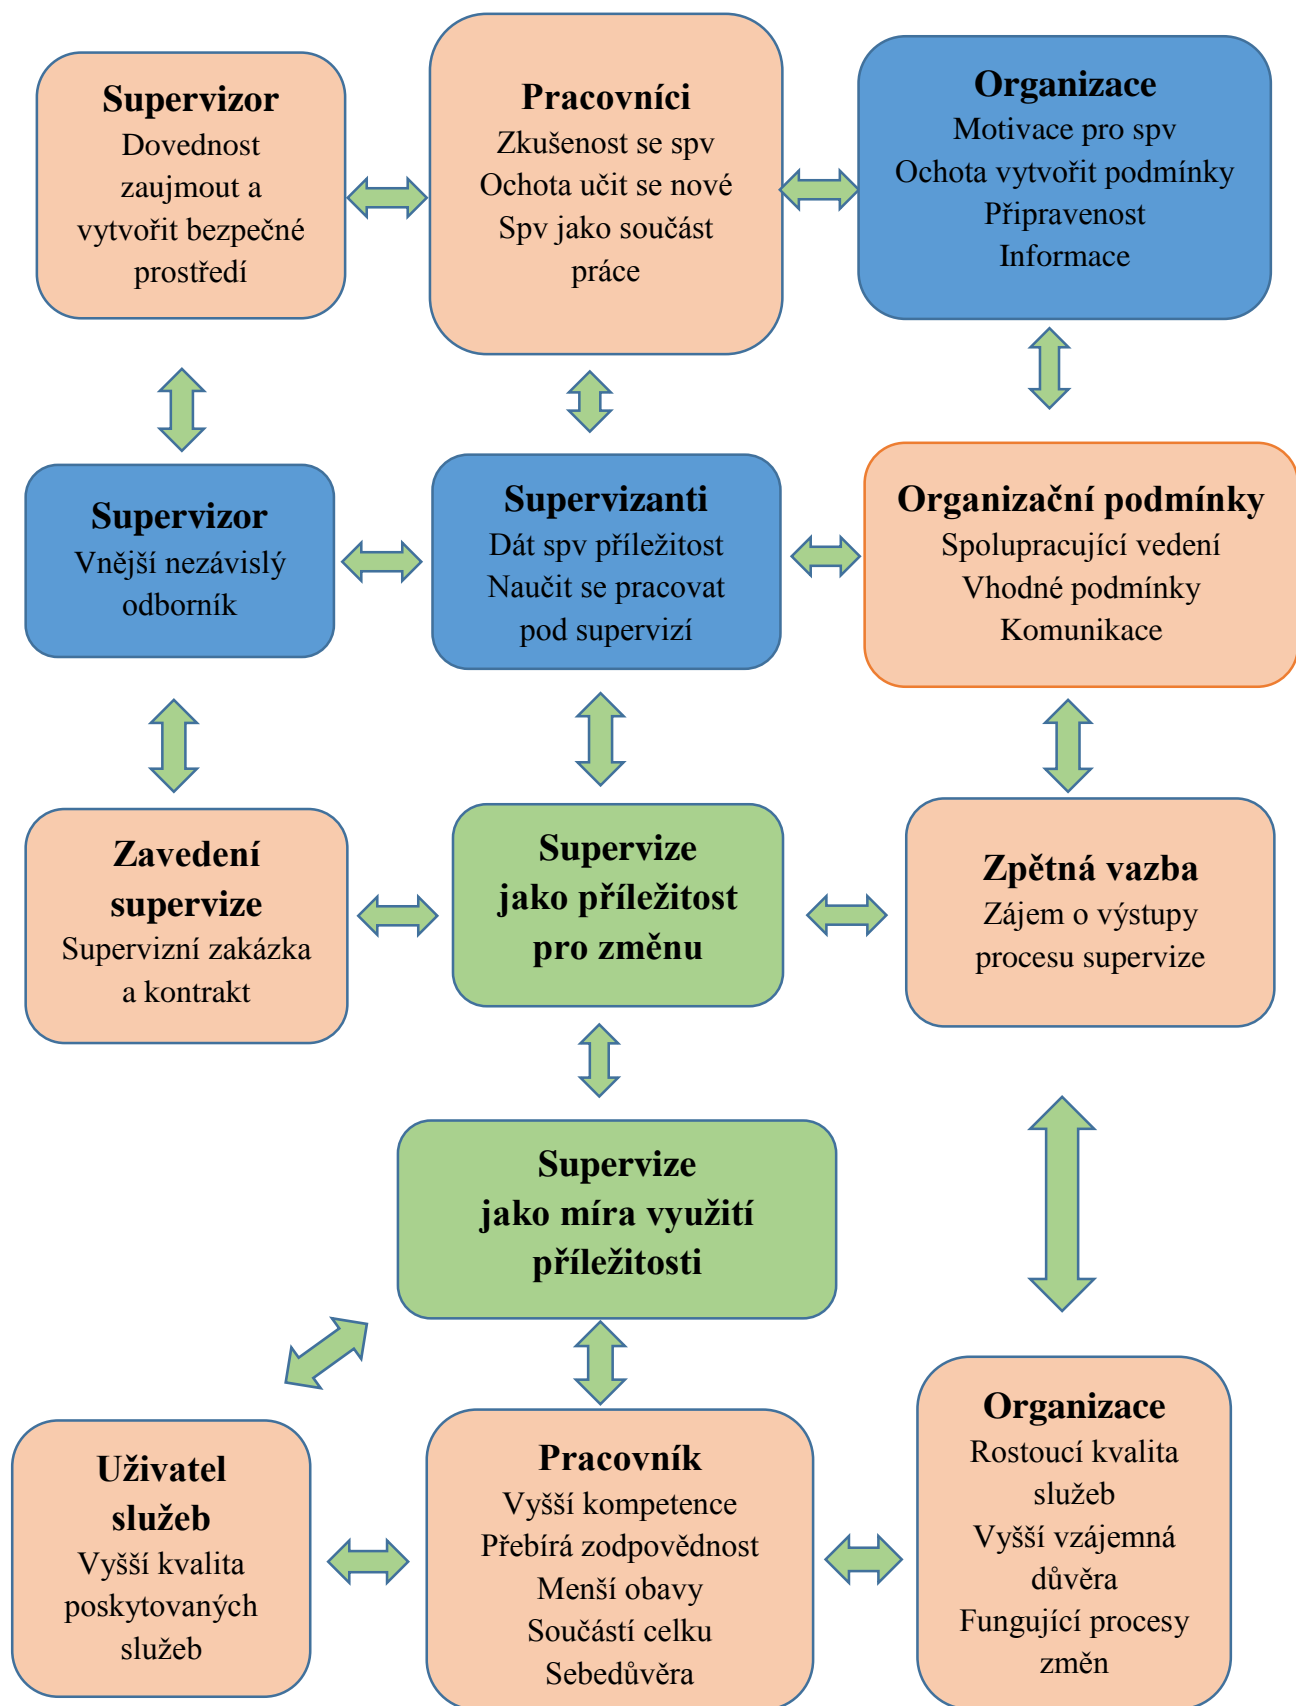 Supervizor
Dovednost
zaujmout a
vytvořit bezpečné
prostředí
Pracovníci
Zkušenost se spv
Ochota učit se nové
Spv jako součást
práce
Organizace
Motivace pro spv
Ochota vytvořit podmínky
Připravenost
Informace
Supervizor
Vnější nezávislý
odborník
Supervizanti
Dát spv příležitost
Naučit se pracovat
pod supervizí
Organizační podmínky
Spolupracující vedení
Vhodné podmínky
Komunikace
Zavedení
supervize
Supervizní zakázka
a kontrakt
Supervize
jako příležitost
pro změnu
Zpětná vazba
Zájem o výstupy
procesu supervize
Supervize
jako míra využití
příležitosti
Uživatel
služeb
Vyšší kvalita
poskytovaných
služeb
Pracovník
Vyšší kompetence
Přebírá zodpovědnost
Menší obavy
Součástí celku
Sebedůvěra
Organizace
Rostoucí kvalita
služeb
Vyšší vzájemná
důvěra
Fungující procesy
změn